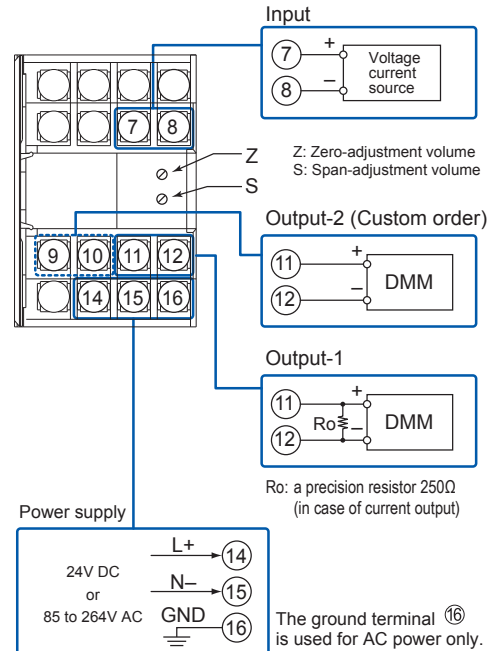 Input
7
+
8
–
Voltage
current
source
7 8
Z
S
Z: Zero-adjustment volume
S: Span-adjustment volume
Output-2 (Custom order)
11
+
12
–
DMM
9 10 11 12
14 15 16
Output-1
11
+
12
–
Ro
DMM
Ro: a precision resistor 250Ω
(in case of current output)
Power supply
24V DC
or
85 to 264V AC
L+
14
N–
15
GND
16
The ground terminal ⑯
is used for AC power only.